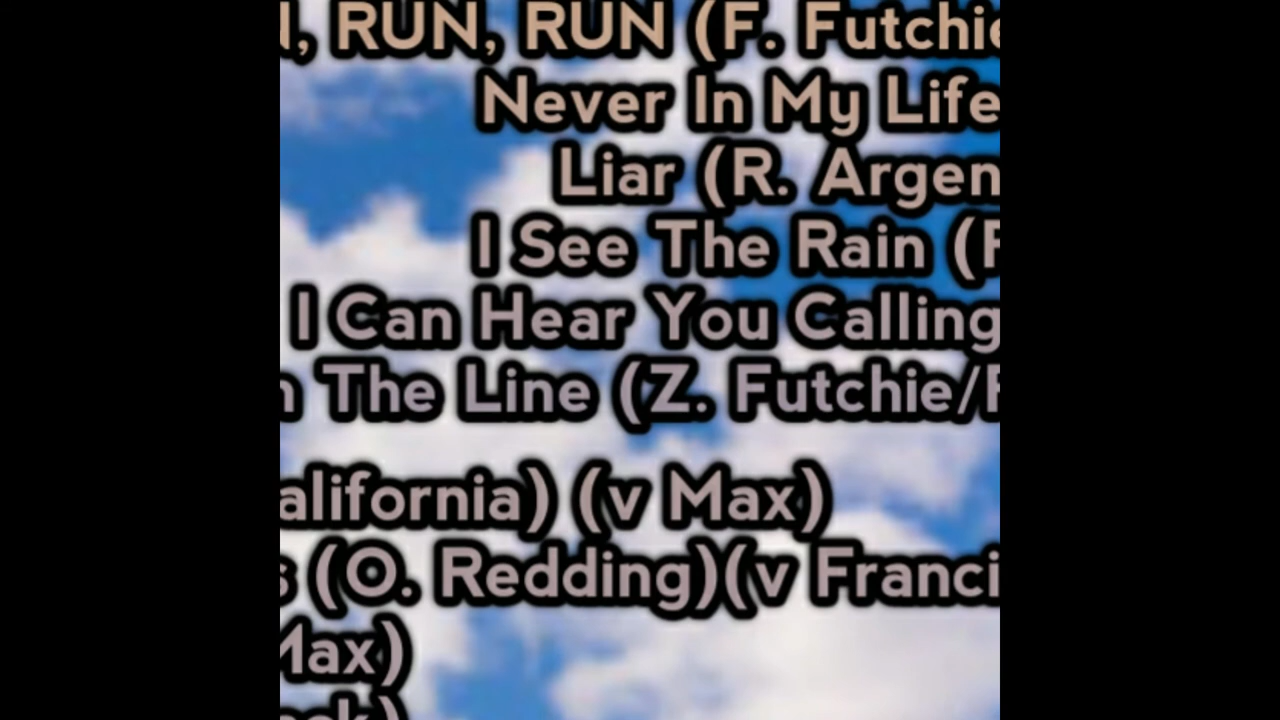 , RUN, RUN (F. Futchie
Never In My Life
Liar (R. Argen
I See The Rain (
I Can Hear You Calling
The Line (Z. Futchie/
alifornia) (v Max)
s (O. Redding)(v Franci
Max)